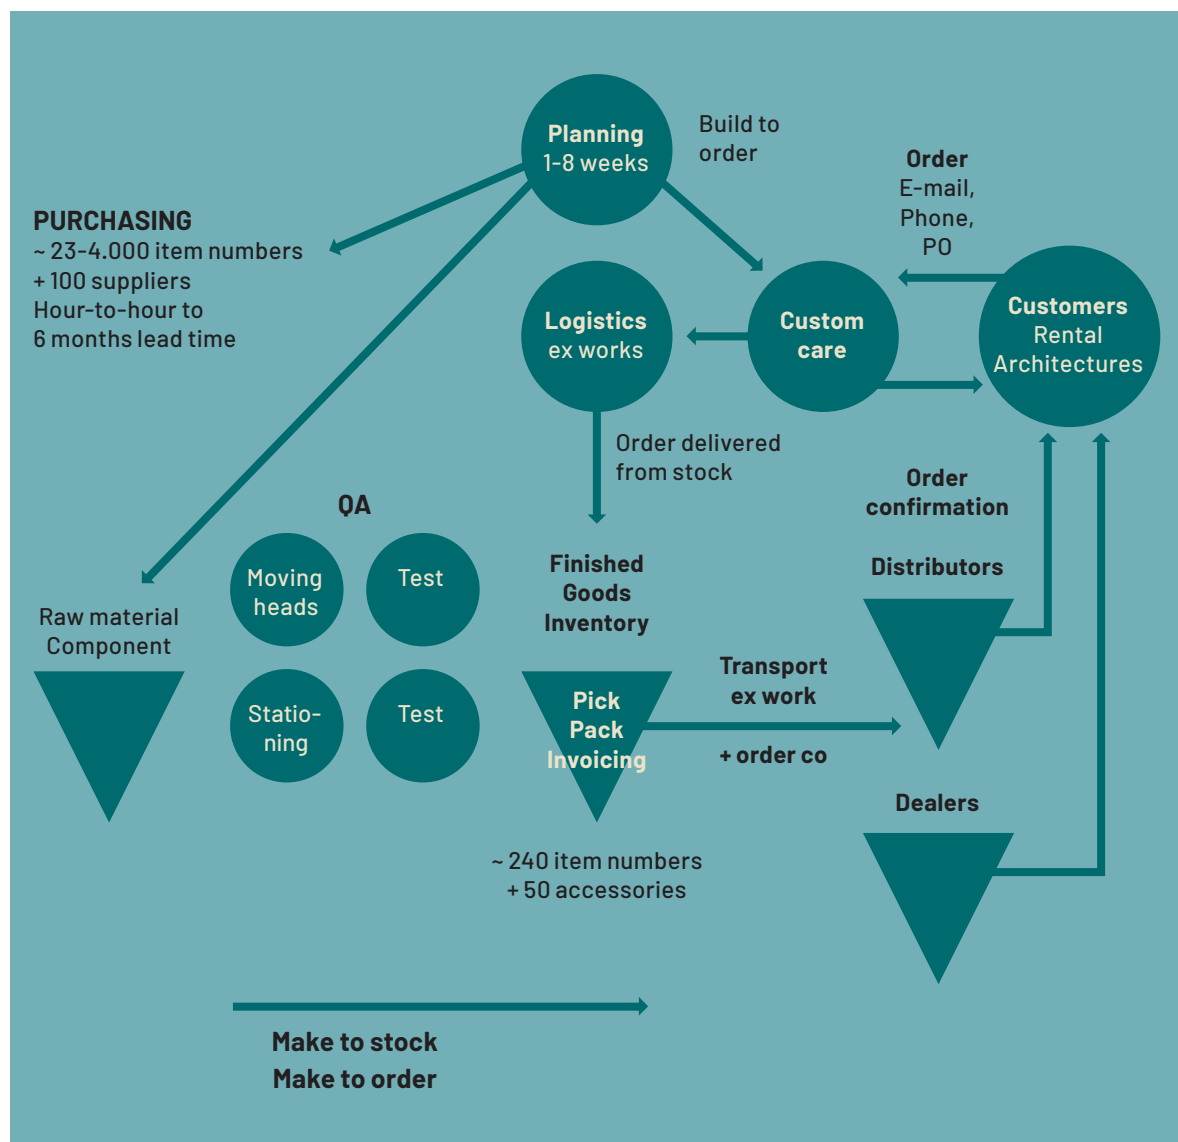 Planning
1-8 weeks
Build to
order
Order
E-mail,
Phone,
PO
PURCHASING
~ 23-4.000 item numbers
+ 100 suppliers
Hour-to-hour to
6 months lead time
Logistics
ex works
Custom
care
Customers
Rental
Architectures
Order delivered
from stock
Order
confirmation
QA
Moving
heads
Test
Finished
Goods
Inventory
Distributors
Raw material
Component
Statio-
ning
Test
Pick
Pack
Invoicing
Transport
ex work
+ order co
Dealers
~ 240 item numbers
+ 50 accessories
Make to stock
Make to order